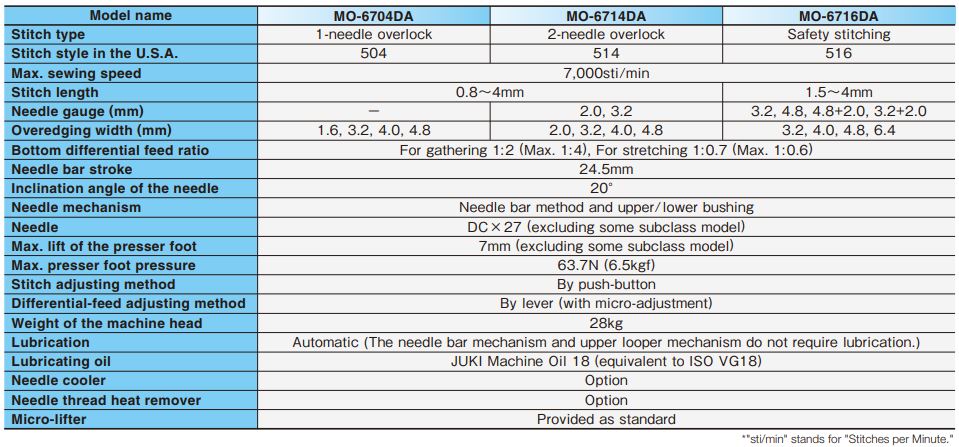 Model name MO-6704DA MO-6714DA MO-6716DA
Stitch type 1-needle overlock 2-needle overlock Safety stitching
Stitch style in the U.S.A. 504 514 516
Max. sewing speed 7,000sti/min
Stitch length 0.8～4mm 1.5～4mm
Needle gauge (mm) － 2.0, 3.2 3.2, 4.8, 4.8+2.0, 3.2+2.0
Overedging width (mm) 1.6, 3.2, 4.0, 4.8 2.0, 3.2, 4.0, 4.8 3.2, 4.0, 4.8, 6.4
Bottom differential feed ratio For gathering 1:2 (Max. 1:4), For stretching 1:0.7 (Max. 1:0.6)
Needle bar stroke 24.5mm
Inclination angle of the needle 20°
Needle mechanism Needle bar method and upper/lower bushing
Needle DC×27 (excluding some subclass model)
Max. lift of the presser foot 7mm (excluding some subclass model)
Max. presser foot pressure 63.7N (6.5kgf)
Stitch adjusting method By push-button
Differential-feed adjusting method By lever (with micro-adjustment)
Weight of the machine head 28kg
Lubrication Automatic (The needle bar mechanism and upper looper mechanism do not require lubrication.)
Lubricating oil JUKI Machine Oil 18 (equivalent to ISO VG18)
Needle cooler Option
Needle thread heat remover Option
Micro-lifter Provided as standard
*"sti/min" stands for "Stitches per Minute."